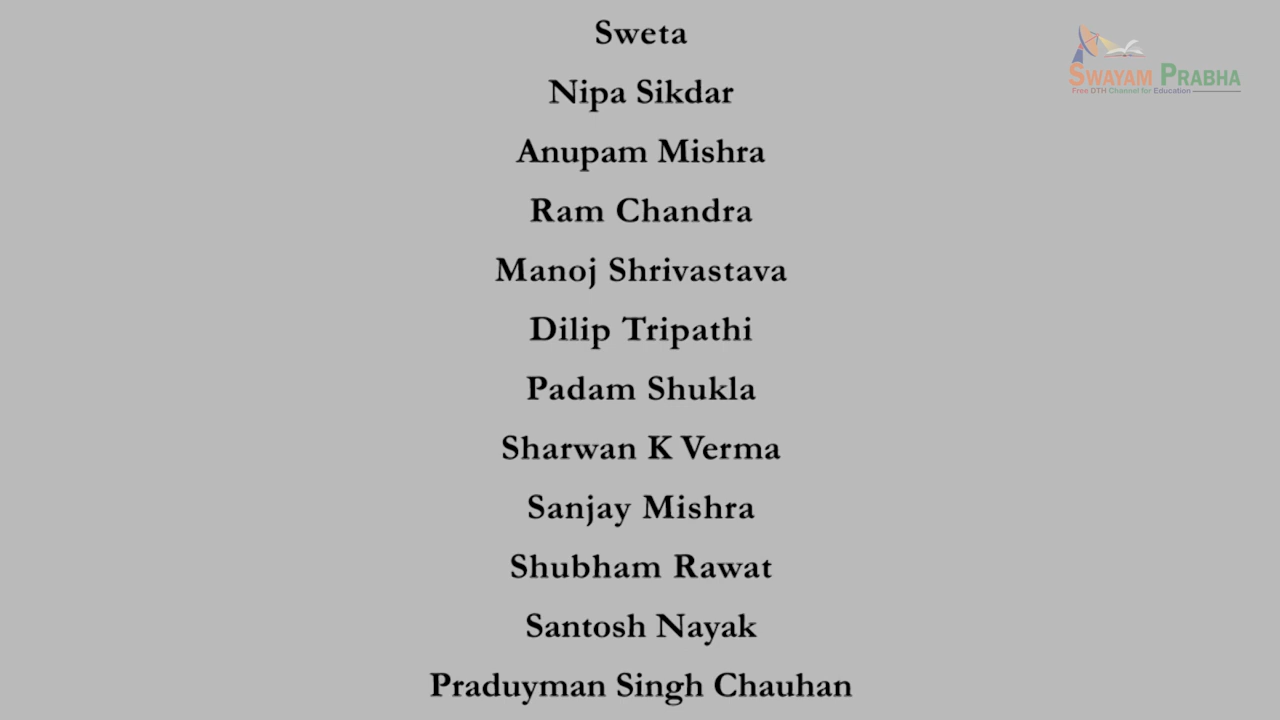 Sweta
SWAYAM PRABHA
Free DTH Channel for Education
Nipa Sikdar
Anupam Mishra
Ram Chandra
Manoj Shrivastava
Dilip Tripathi
Padam Shukla
Sharwan K Verma
Sanjay Mishra
Shubham Rawat
Santosh Nayak
Praduyman Singh Chauhan